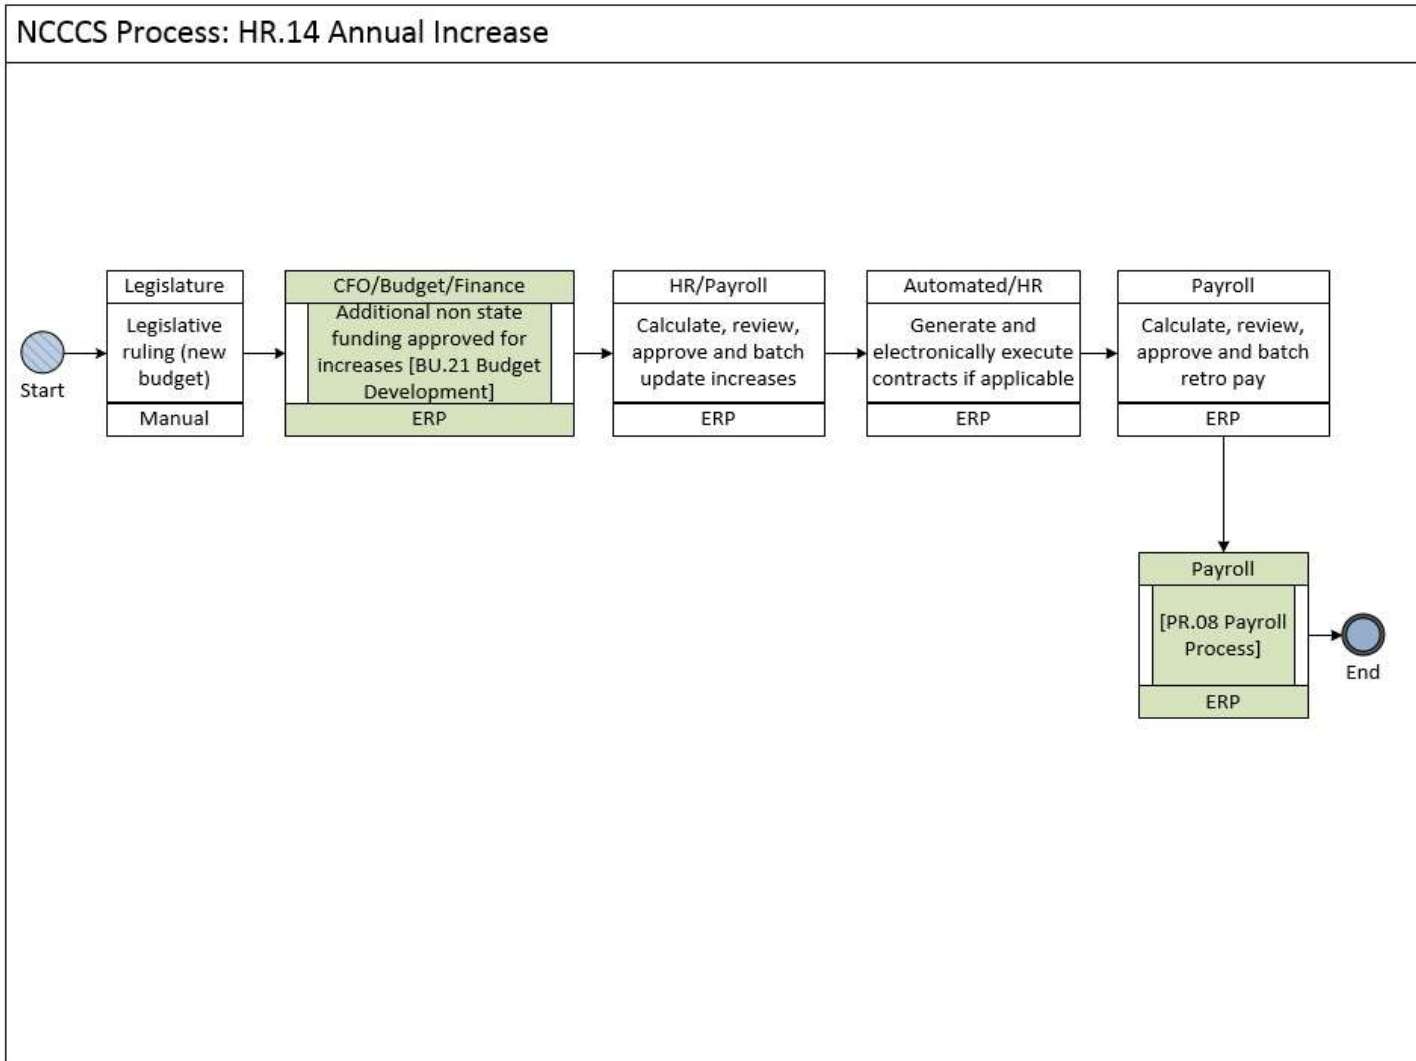 NCCCS Process: HR.14 Annual Increase
Start
Legislature
Legislative
ruling (new
budget)
Manual
CFO/Budget/Finance
Additional non state
funding approved for
increases [BU.21 Budget
Development]
ERP
HR/Payroll
Calculate, review,
approve and batch
update increases
ERP
Automated/HR
Generate and
electronically execute
contracts if applicable
ERP
Payroll
Calculate, review,
approve and batch
retro pay
ERP
Payroll
[PR.08 Payroll
Process]
ERP
End